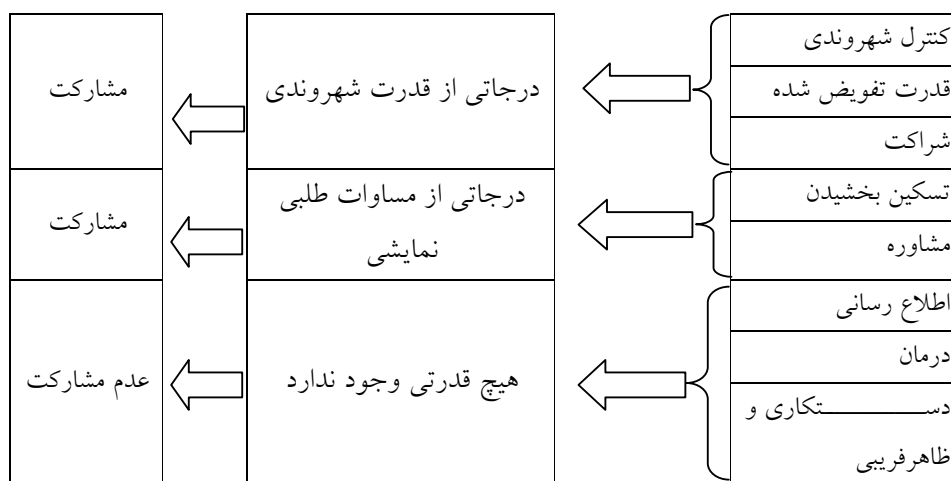 کنترل شهروندی
قدرت تفویض شده
شراکت
درجاتی از قدرت شهروندی
مشارکت
تسکین بخشیدن
مشاوره
درجاتی از مساوات طلبی
نمایشی
مشارکت
اطلاع رسانی
درمان
دســـــــــــتکاری و
ظاهرفریبی
هیچ قدرتی وجود ندارد
عدم مشارکت